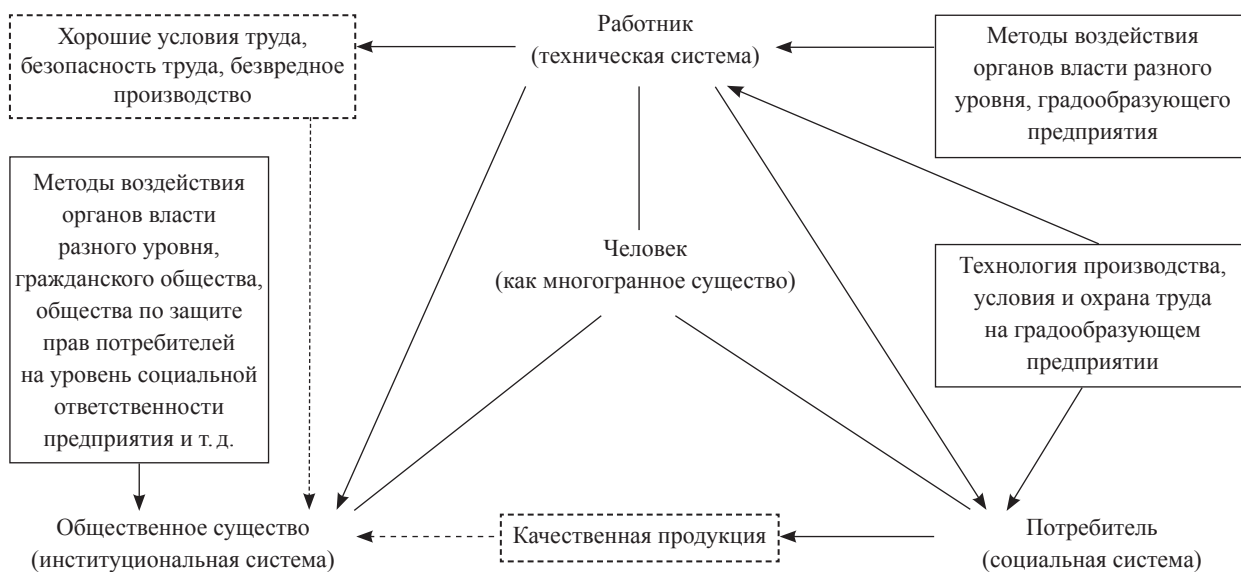 Хорошие условия труда,
безопасность труда, безвредное
производство
Работник
(техническая система)
Методы воздействия
органов власти разного
уровня, градообразующего
предприятия
Методы воздействия
органов власти
разного уровня,
гражданского общества,
общества по защите
прав потребителей
на уровень социальной
ответственности
предприятия и т. д.
Человек
(как многогранное существо)
Технология производства,
условия и охрана труда
на градообразующем
предприятии
Общественное существо
(институциональная система)
Качественная продукция
Потребитель
(социальная система)